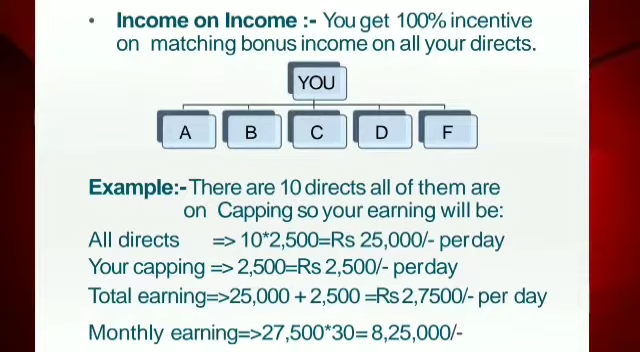 • Income on Income :- You get 100% incentive
on matching bonus income on all your directs.
YOU
A B C D F
Example:- There are 10 directs all of them are
on Capping so your earning will be:
All directs => 10*2,500=Rs 25,000/- per day
Your capping => 2,500=Rs 2,500/- per day
Total earning=>25,000 + 2,500 =Rs 2,7500/- per day
Monthly earning=>27,500*30= 8,25,000/-